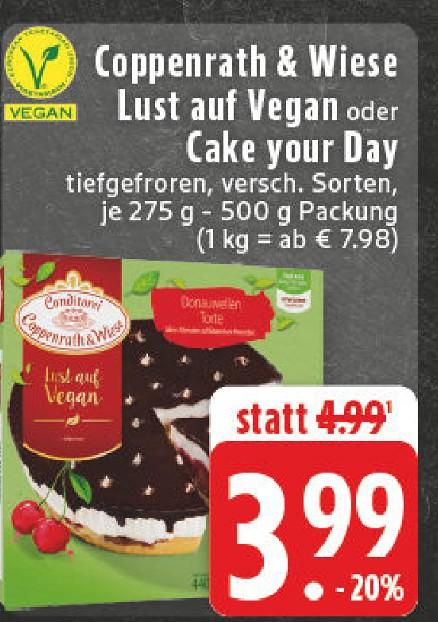 VEGAN
Coppenrath & Wiese
Lust auf Vegan oder
Cake your Day
tiefgefroren, versch. Sorten,
je 275 g - 500 g Packung
(1 kg = ab € 7.98)
Conditorei
Coppenrath & Wiese
Lust auf
Vegan
Donauwellen
Torte
statt 4.99¹
3.99
- 20%